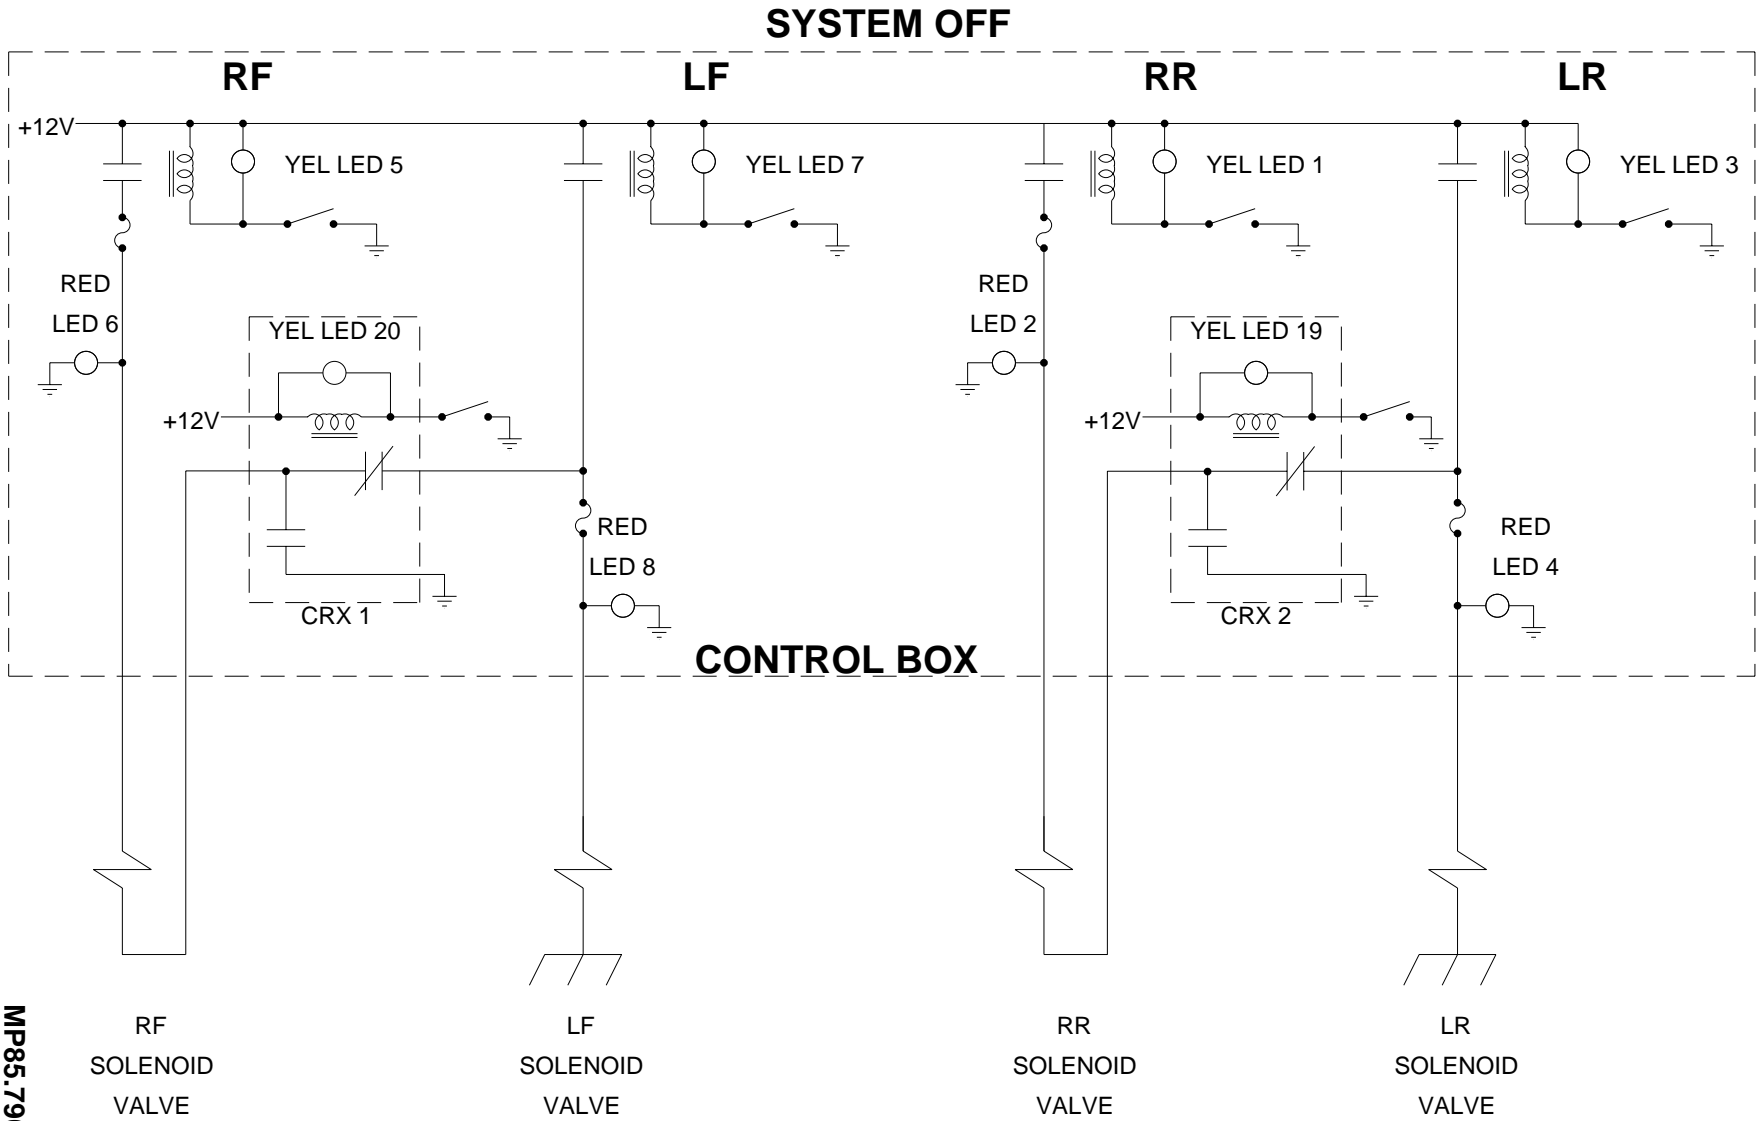 SYSTEM OFF
RF
LF
RR
LR
+12V
YEL LED 5
YEL LED 7
YEL LED 1
YEL LED 3
RED
LED 6
RED
LED 2
YEL LED 20
YEL LED 19
+12V
+12V
RED
LED 8
RED
LED 4
CRX 1
CRX 2
CONTROL BOX
RF
SOLENOID
VALVE
LF
SOLENOID
VALVE
RR
SOLENOID
VALVE
LR
SOLENOID
VALVE